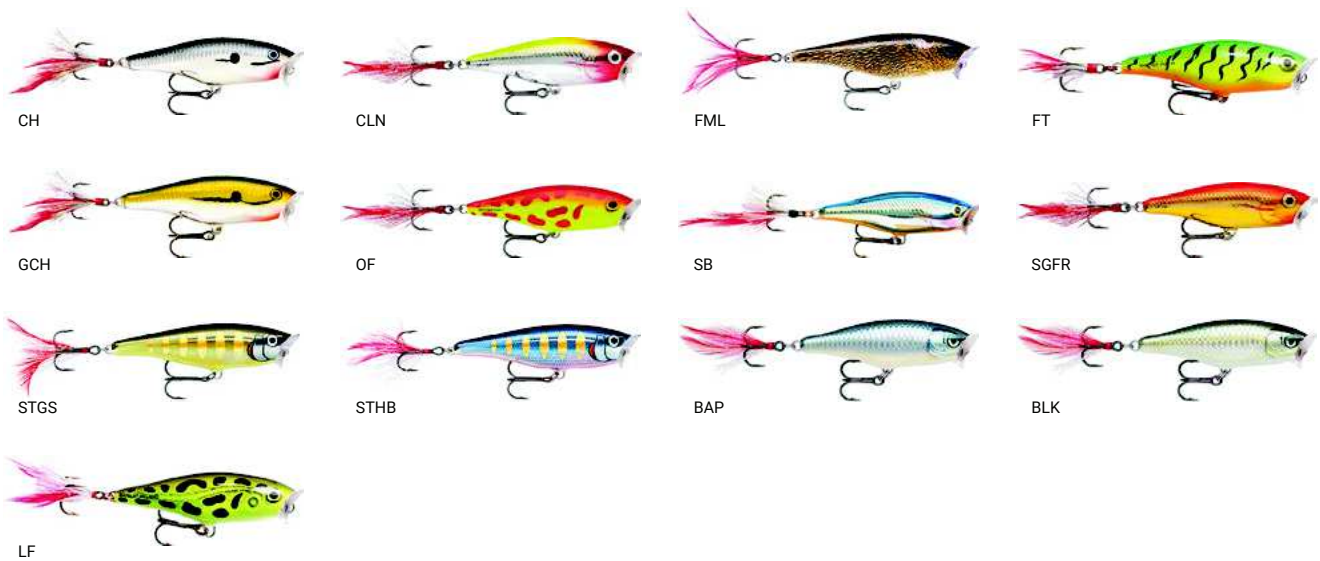 CH
CLN
FML
FT
GCH
OF
SB
SGFR
STGS
STHB
BAP
BLK
LF